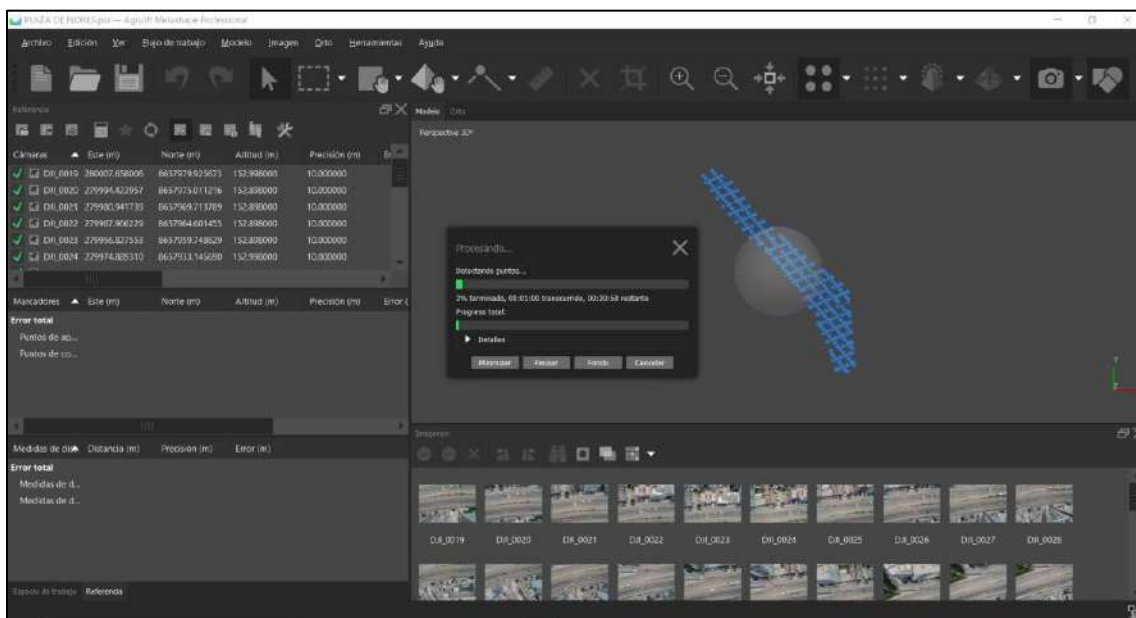 PLAZA DE FLORES.psx — Agisoft Metashape Professional
Archivo Edición Ver Flujo de trabajo Modelo Imagen Orto Herramientas Ayuda
Referencia
Modelo Orto
Perspective 30°
Cámaras Este (m) Norte (m) Altitud (m) Precisión (m)
DJI_0019 280007.658006 8657979.925673 152.998000 10.000000
DJI_0020 279994.423957 8657975.011216 152.898000 10.000000
DJI_0021 279980.941739 8657969.713789 152.898000 10.000000
DJI_0022 279967.966229 8657964.601455 152.898000 10.000000
DJI_0023 279956.827553 8657959.748829 152.898000 10.000000
DJI_0024 279974.885310 8657933.145690 152.998000 10.000000
Procesando...
Detectando puntos...
2% terminado, 00:01:00 transcurrido, 00:30:58 restante
Progreso total:
Detalles
Minimizar Pausar Fondo Cancelar
Marcadores Este (m) Norte (m) Altitud (m) Precisión (m) Error (
Error total
Puntos de ap...
Puntos de co...
Medidas de dis Distancia (m) Precisión (m) Error (m)
Error total
Medidas de d...
Medidas de d...
Imágenes
DJI_0019 DJI_0020 DJI_0021 DJI_0022 DJI_0023 DJI_0024 DJI_0025 DJI_0026 DJI_0027 DJI_0028
Espacio de trabajo Referencia